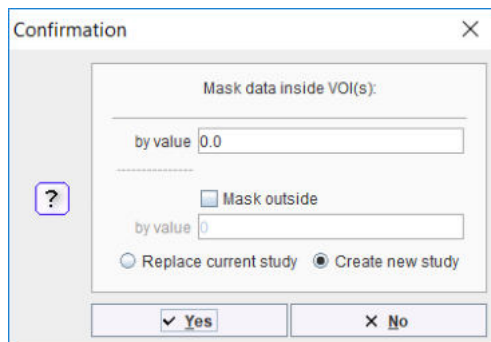 Confirmation
Mask data inside VOI(s):
by value 0.0
---------------
Mask outside
by value 0
Replace current study Create new study
Yes No